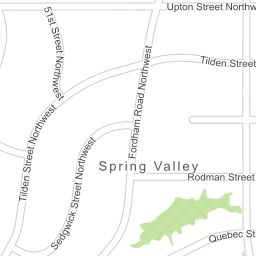 Upton Street Northw
51st Street Northwest
Tilden Street
Fordham Road Northwest
Tilden Street Northwest
Sedgwick Street Northwest
Spring Valley
Rodman Street
Quebec St